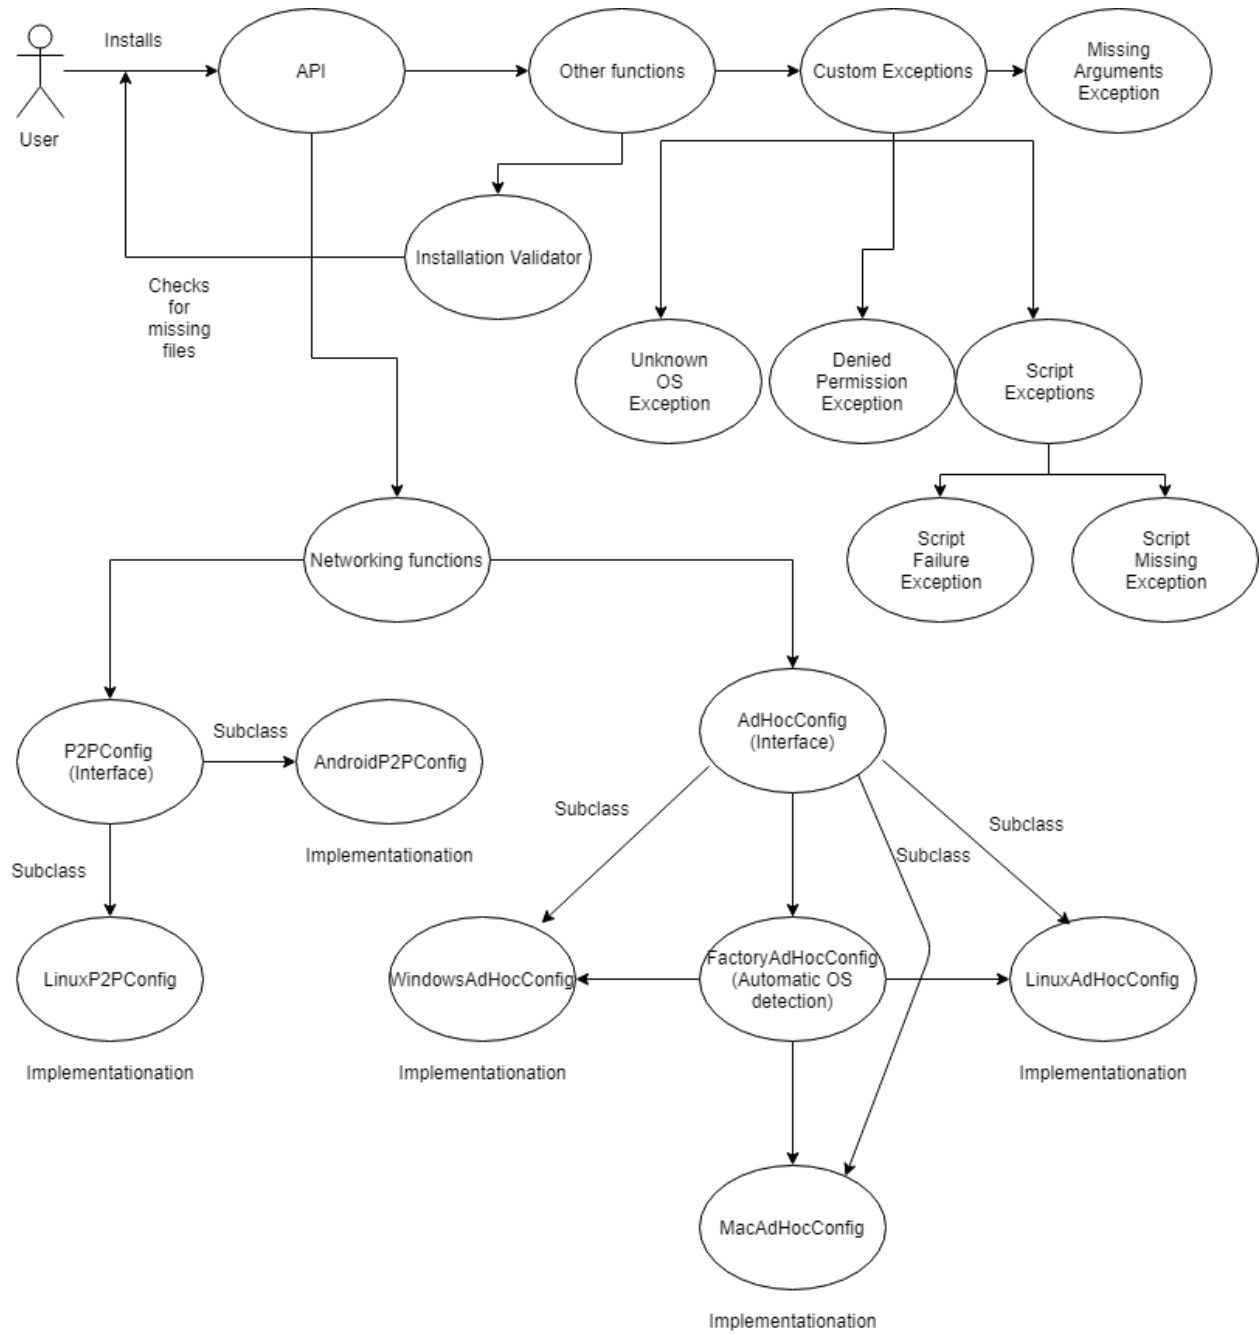 Installs
User
API
Other functions
Custom Exceptions
Missing
Arguments
Exception
Installation Validator
Checks
for
missing
files
Unknown
OS
Exception
Denied
Permission
Exception
Script
Exceptions
Script
Failure
Exception
Script
Missing
Exception
Networking functions
P2PConfig
(Interface)
Subclass
AndroidP2PConfig
Implementationation
Subclass
LinuxP2PConfig
Implementationation
AdHocConfig
(Interface)
Subclass
Subclass
Subclass
WindowsAdHocConfig
Implementationation
FactoryAdHocConfig
(Automatic OS
detection)
LinuxAdHocConfig
Implementationation
MacAdHocConfig
Implementationation